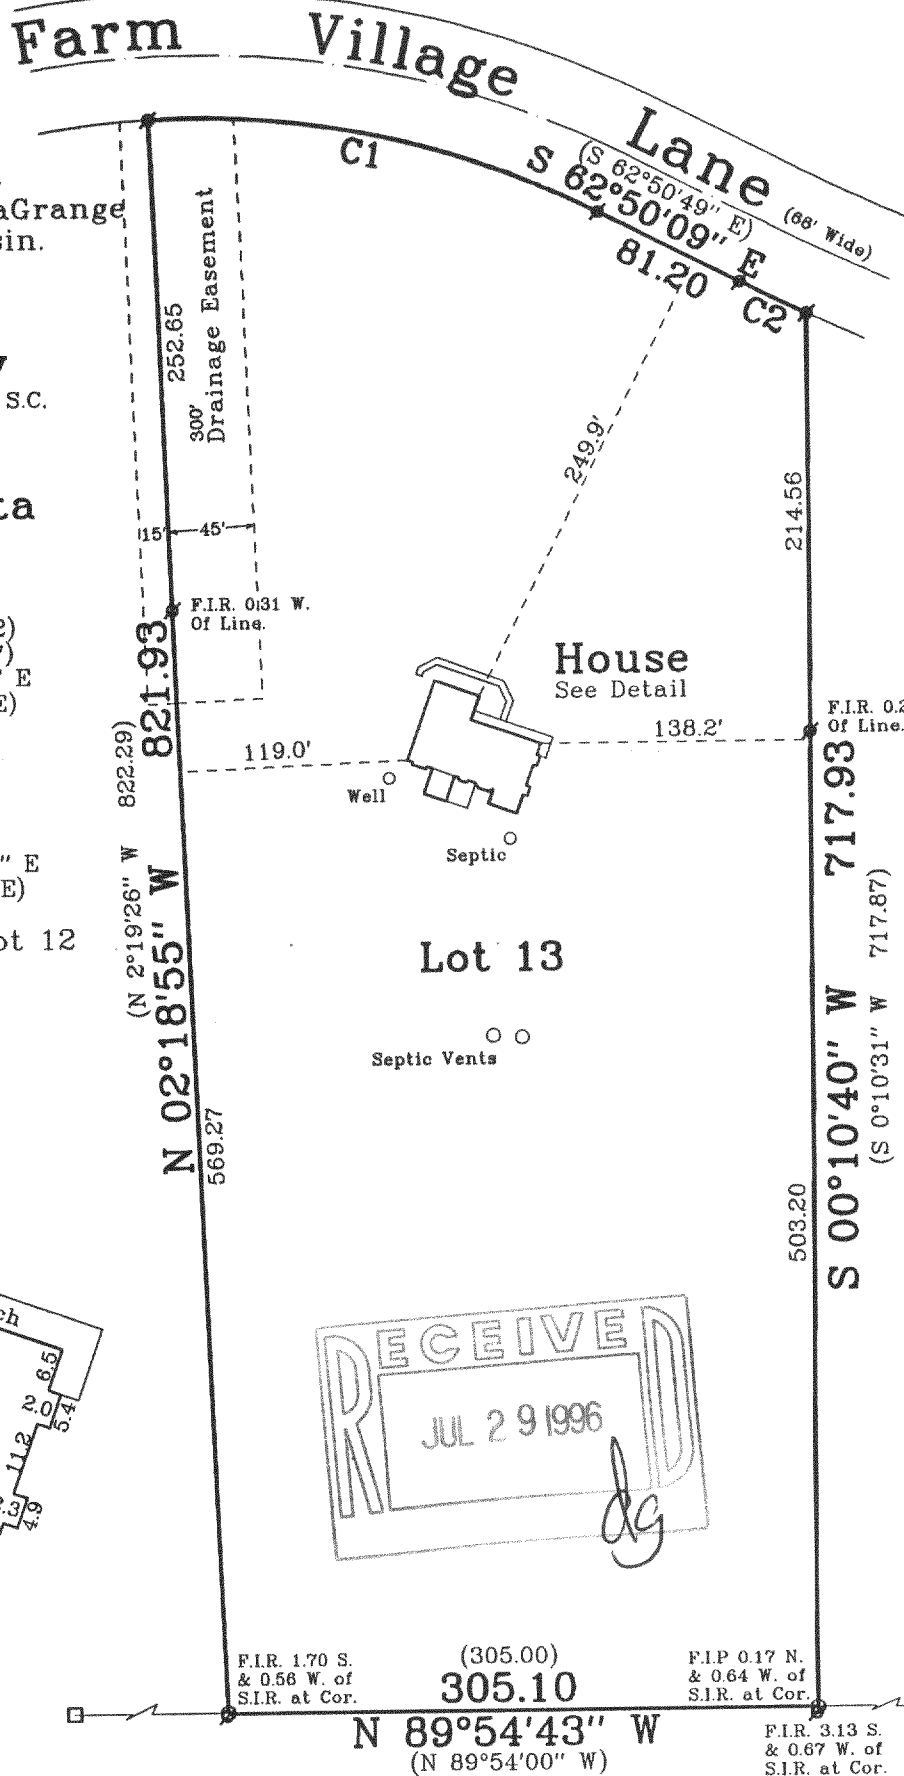 Farm Village Lane
(66' Wide)
C1
S 62°50'09" E
(S 62°50'49" E)
81.20
C2
aGrange
sin.
S.C.
ta
E
E)
" E
E)
ot 12
252.65
300'
Drainage Easement
15'
45'
249.9'
214.56
F.I.R. 0.31 W.
Of Line.
House
See Detail
F.I.R. 0.2
Of Line.
138.2'
119.0'
Well
Septic
821.93
(N 2°19'26" W 822.29)
N 02°18'55" W
569.27
717.93
(S 0°10'31" W 717.87)
S 00°10'40" W
503.20
Lot 13
Septic Vents
ch
6.5
2.0
5.4
11.2
.3
4.9
RECEIVED
JUL 29 1996
dg
F.I.R. 1.70 S.
& 0.56 W. of
S.I.R. at Cor.
(305.00)
305.10
N 89°54'43" W
(N 89°54'00" W)
F.I.P 0.17 N.
& 0.64 W. of
S.I.R. at Cor.
F.I.R. 3.13 S.
& 0.67 W. of
S.I.R. at Cor.